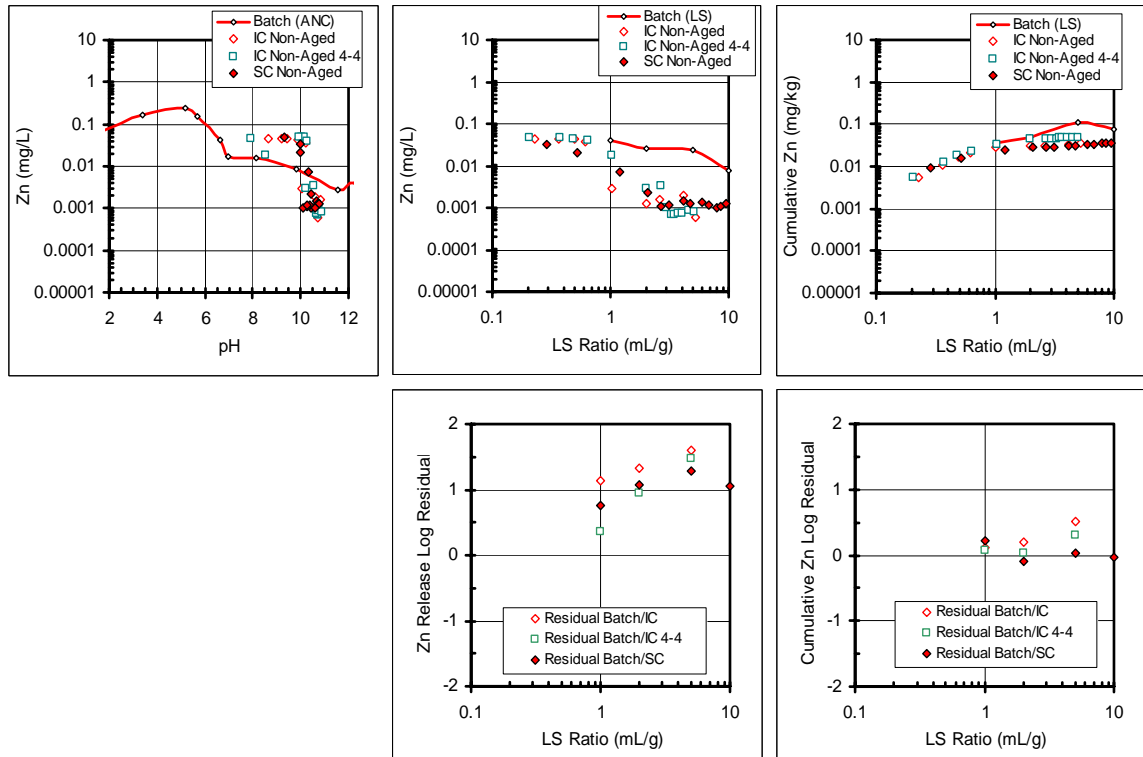 Batch (ANC)
IC Non-Aged
IC Non-Aged 4-4
SC Non-Aged
100
10
1
0.1
0.01
0.001
0.0001
0.00001
Zn (mg/L)
2 4 6 8 10 12
pH
Batch (LS)
IC Non-Aged
IC Non-Aged 4-4
SC Non-Aged
100
10
1
0.1
0.01
0.001
0.0001
0.00001
Zn (mg/L)
0.1 1 10
LS Ratio (mL/g)
Batch (LS)
IC Non-Aged
IC Non-Aged 4-4
SC Non-Aged
100
10
1
0.1
0.01
0.001
0.0001
0.00001
Cumulative Zn (mg/kg)
0.1 1 10
LS Ratio (mL/g)
2
1
0
-1
-2
Zn Release Log Residual
Residual Batch/IC
Residual Batch/IC 4-4
Residual Batch/SC
0.1 1 10
LS Ratio (mL/g)
2
1
0
-1
-2
Cumulative Zn Log Residual
Residual Batch/IC
Residual Batch/IC 4-4
Residual Batch/SC
0.1 1 10
LS Ratio (mL/g)